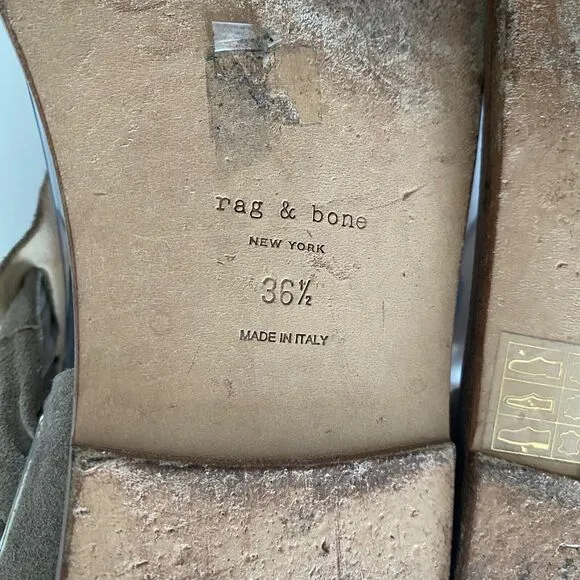 rag & bone
NEW YORK
36½
MADE IN ITALY